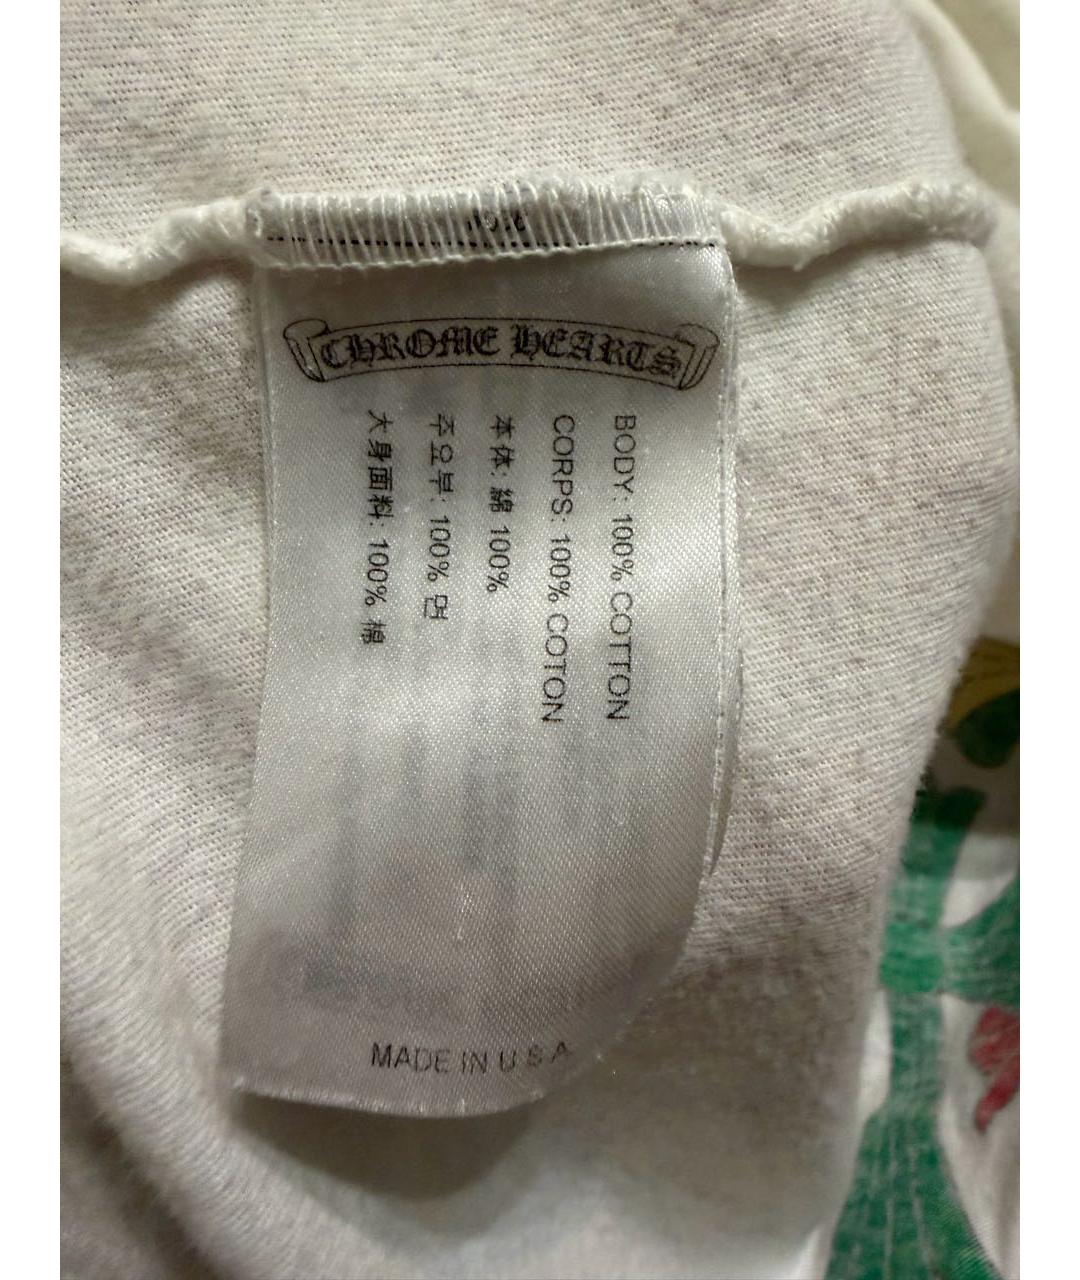 CHROME HEARTS
BODY: 100% COTTON
CORPS: 100% COTON
本体: 綿 100%
주요부: 100% 면
大身面料: 100% 棉
MADE IN U S A